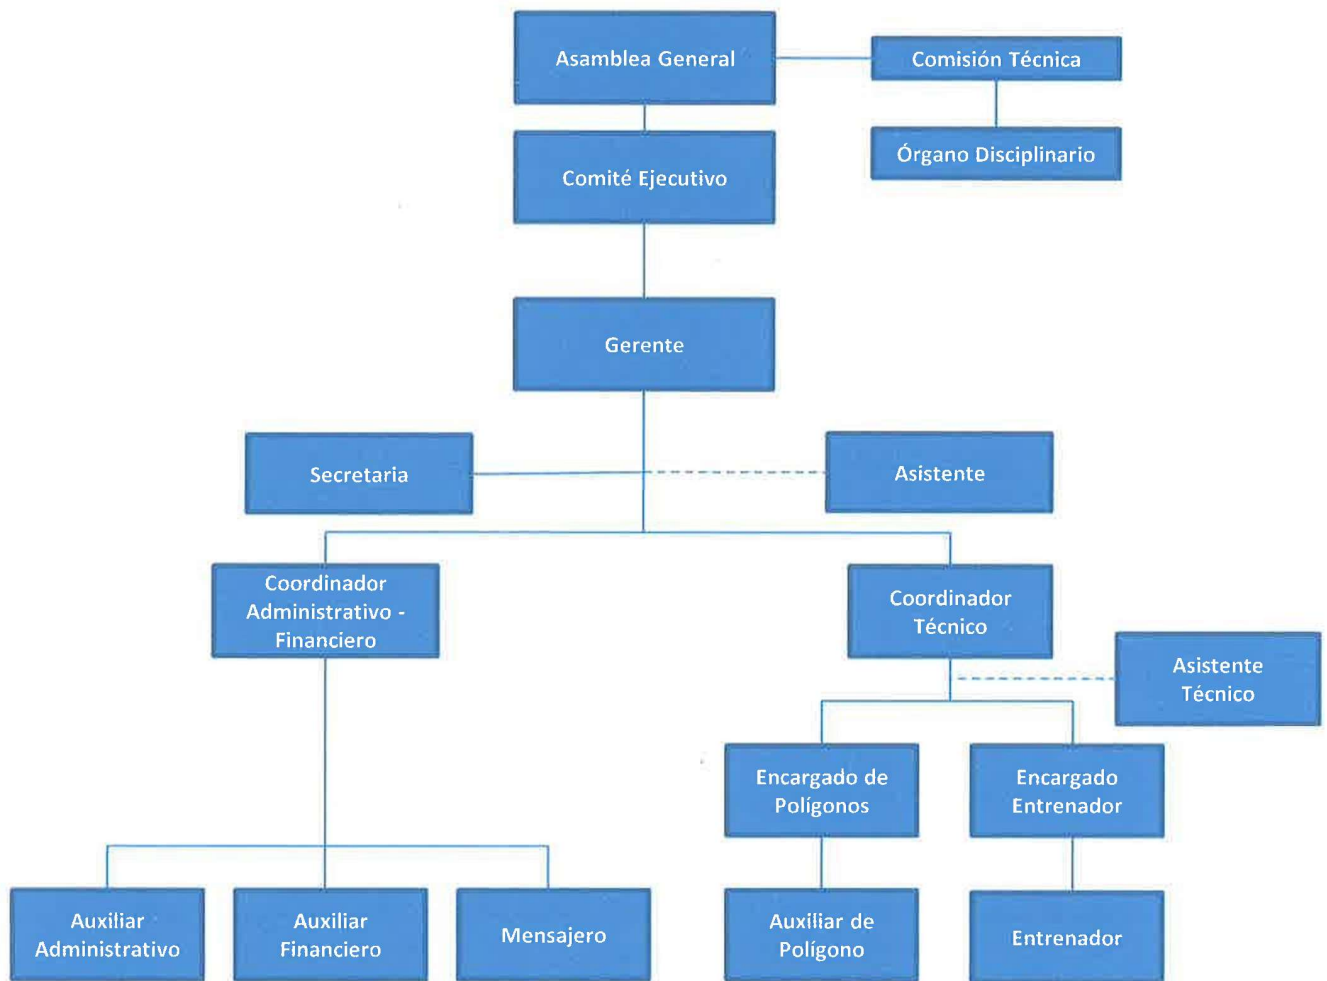 Asamblea General
Comisión Técnica
Órgano Disciplinario
Comité Ejecutivo
Gerente
Secretaria
Asistente
Coordinador
Administrativo -
Financiero
Coordinador
Técnico
Asistente
Técnico
Encargado de
Polígonos
Encargado
Entrenador
Auxiliar
Administrativo
Auxiliar
Financiero
Mensajero
Auxiliar de
Polígono
Entrenador